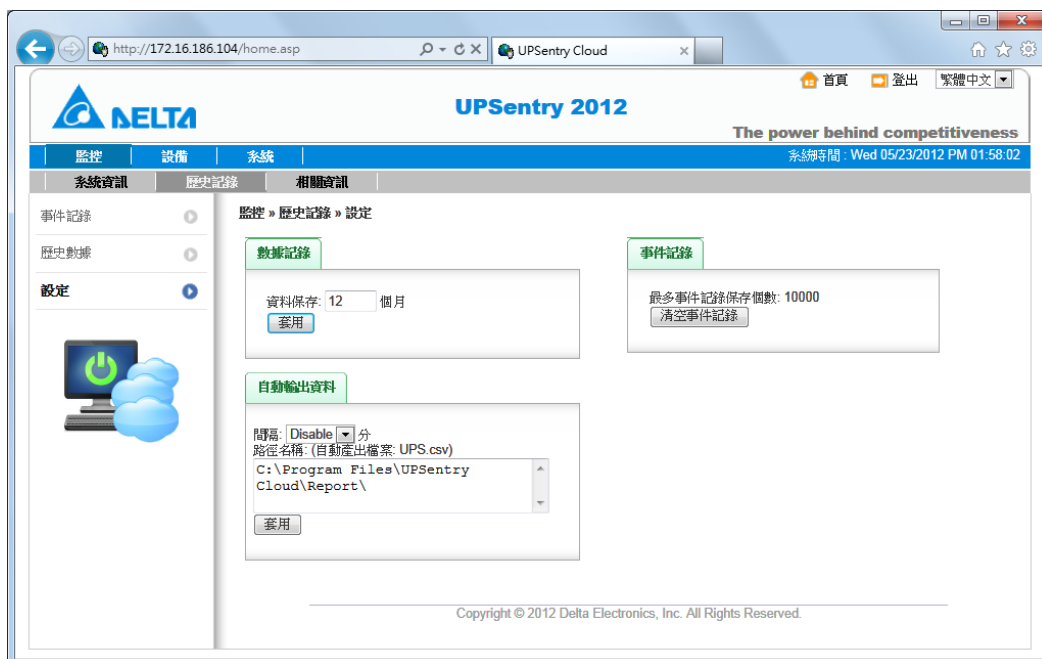 http://172.16.186.104/home.asp
UPSentry Cloud
首頁
登出
繁體中文
DELTA
UPSentry 2012
The power behind competitiveness
監控
設備
系統
系統時間 : Wed 05/23/2012 PM 01:58:02
系統資訊
歷史記錄
相關資訊
事件記錄
歷史數據
設定
監控 » 歷史記錄 » 設定
數據記錄
資料保存: 12 個月
套用
事件記錄
最多事件記錄保存個數: 10000
清空事件記錄
自動輸出資料
間隔: Disable 分
路徑名稱: (自動產出檔案: UPS.csv)
C:\Program Files\UPSentry
Cloud\Report\
套用
Copyright © 2012 Delta Electronics, Inc. All Rights Reserved.